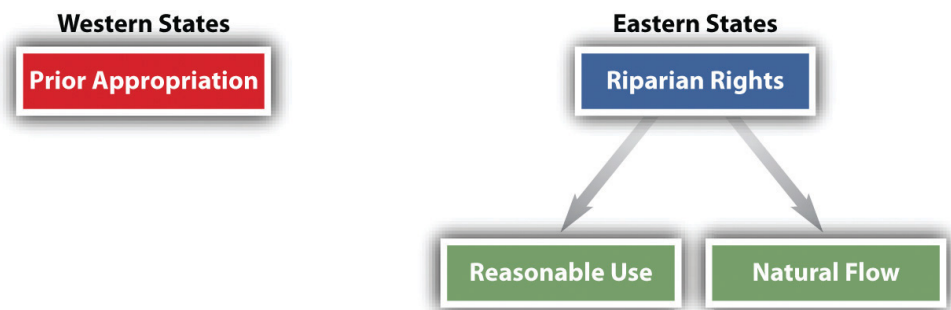 Western States
Prior Appropriation
Eastern States
Riparian Rights
Reasonable Use
Natural Flow